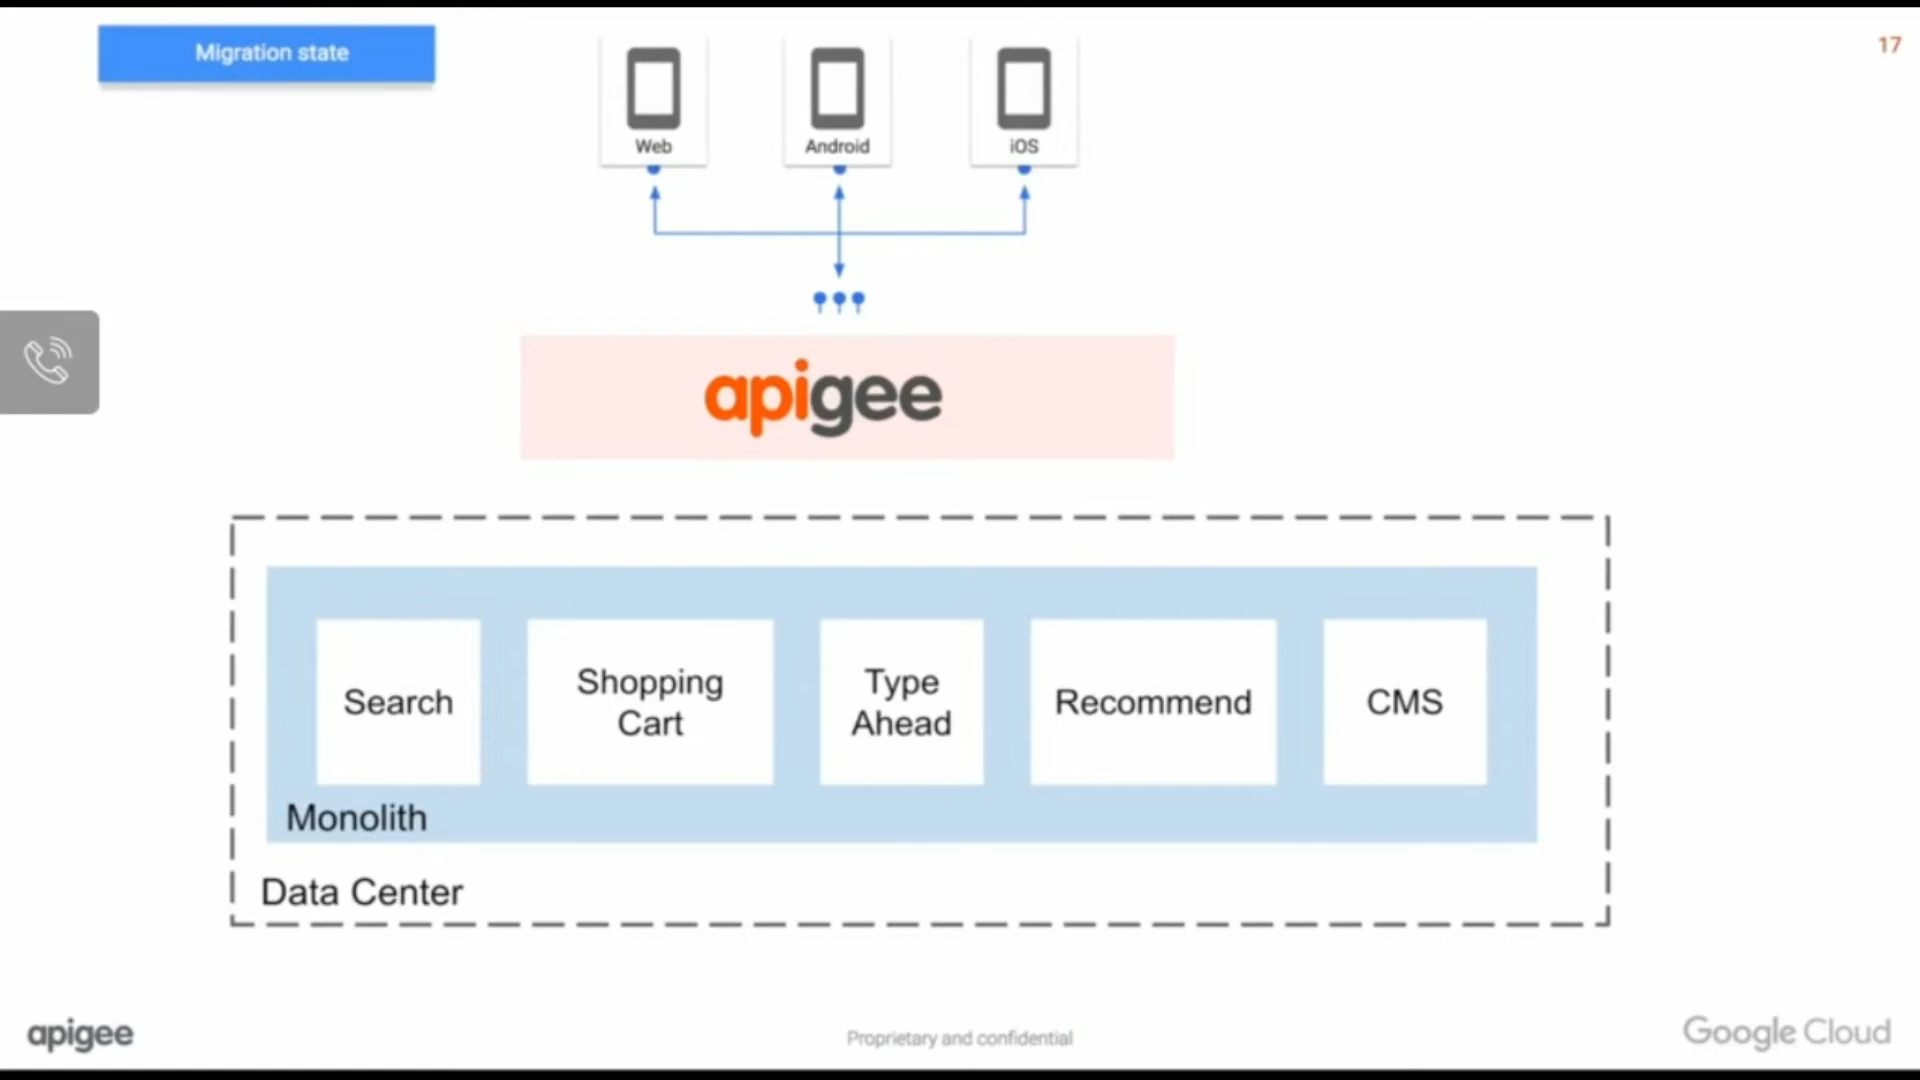 Migration state
17
Web
Android
iOS
apigee
Search
Shopping
Cart
Type
Ahead
Recommend
CMS
Monolith
Data Center
apigee
Proprietary and confidential
Google Cloud